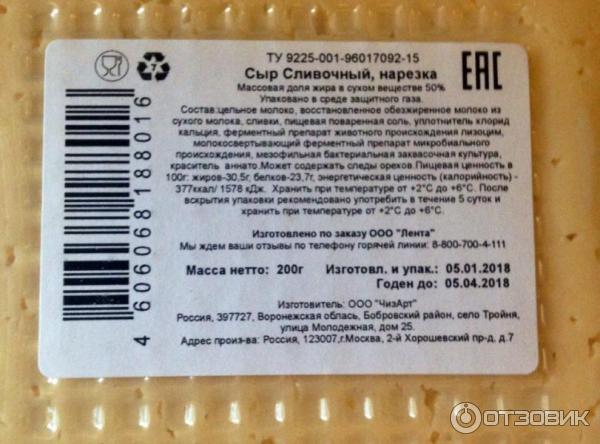 ТУ 9225-001-96017092-15
Сыр Сливочный, нарезка
Массовая доля жира в сухом веществе 50%
Упаковано в среде защитного газа.
Состав:цельное молоко, восстановленное обезжиренное молоко из
сухого молока, сливки, пищевая поваренная соль, уплотнитель хлорид
кальция, ферментный препарат животного происхождения лизоцим,
молокосвертывающий ферментный препарат микробиального
происхождения, мезофильная бактериальная заквасочная культура,
краситель аннато.Может содержать следы орехов.Пищевая ценность в
100г: жиров-30,5г, белков-23,7г, энергетическая ценность (калорийность) -
377ккал/ 1578 кДж. Хранить при температуре от +2°С до +6°С. После
вскрытия упаковки рекомендовано употребить в течение 5 суток и
хранить при температуре от +2°С до +6°С.
Изготовлено по заказу ООО "Лента"
Мы ждем ваши отзывы по телефону горячей линии: 8-800-700-4-111
Масса нетто: 200г Изготовл. и упак.: 05.01.2018
Годен до: 05.04.2018
Изготовитель: ООО "ЧизАрт"
Россия, 397727, Воронежская облась, Бобровский район, село Тройня,
улица Молодежная, дом 25.
Адрес произ-ва: Россия, 123007,г.Москва, 2-й Хорошевский пр-д, д.7
4606068188016
7
EAC
ОТЗОВИК